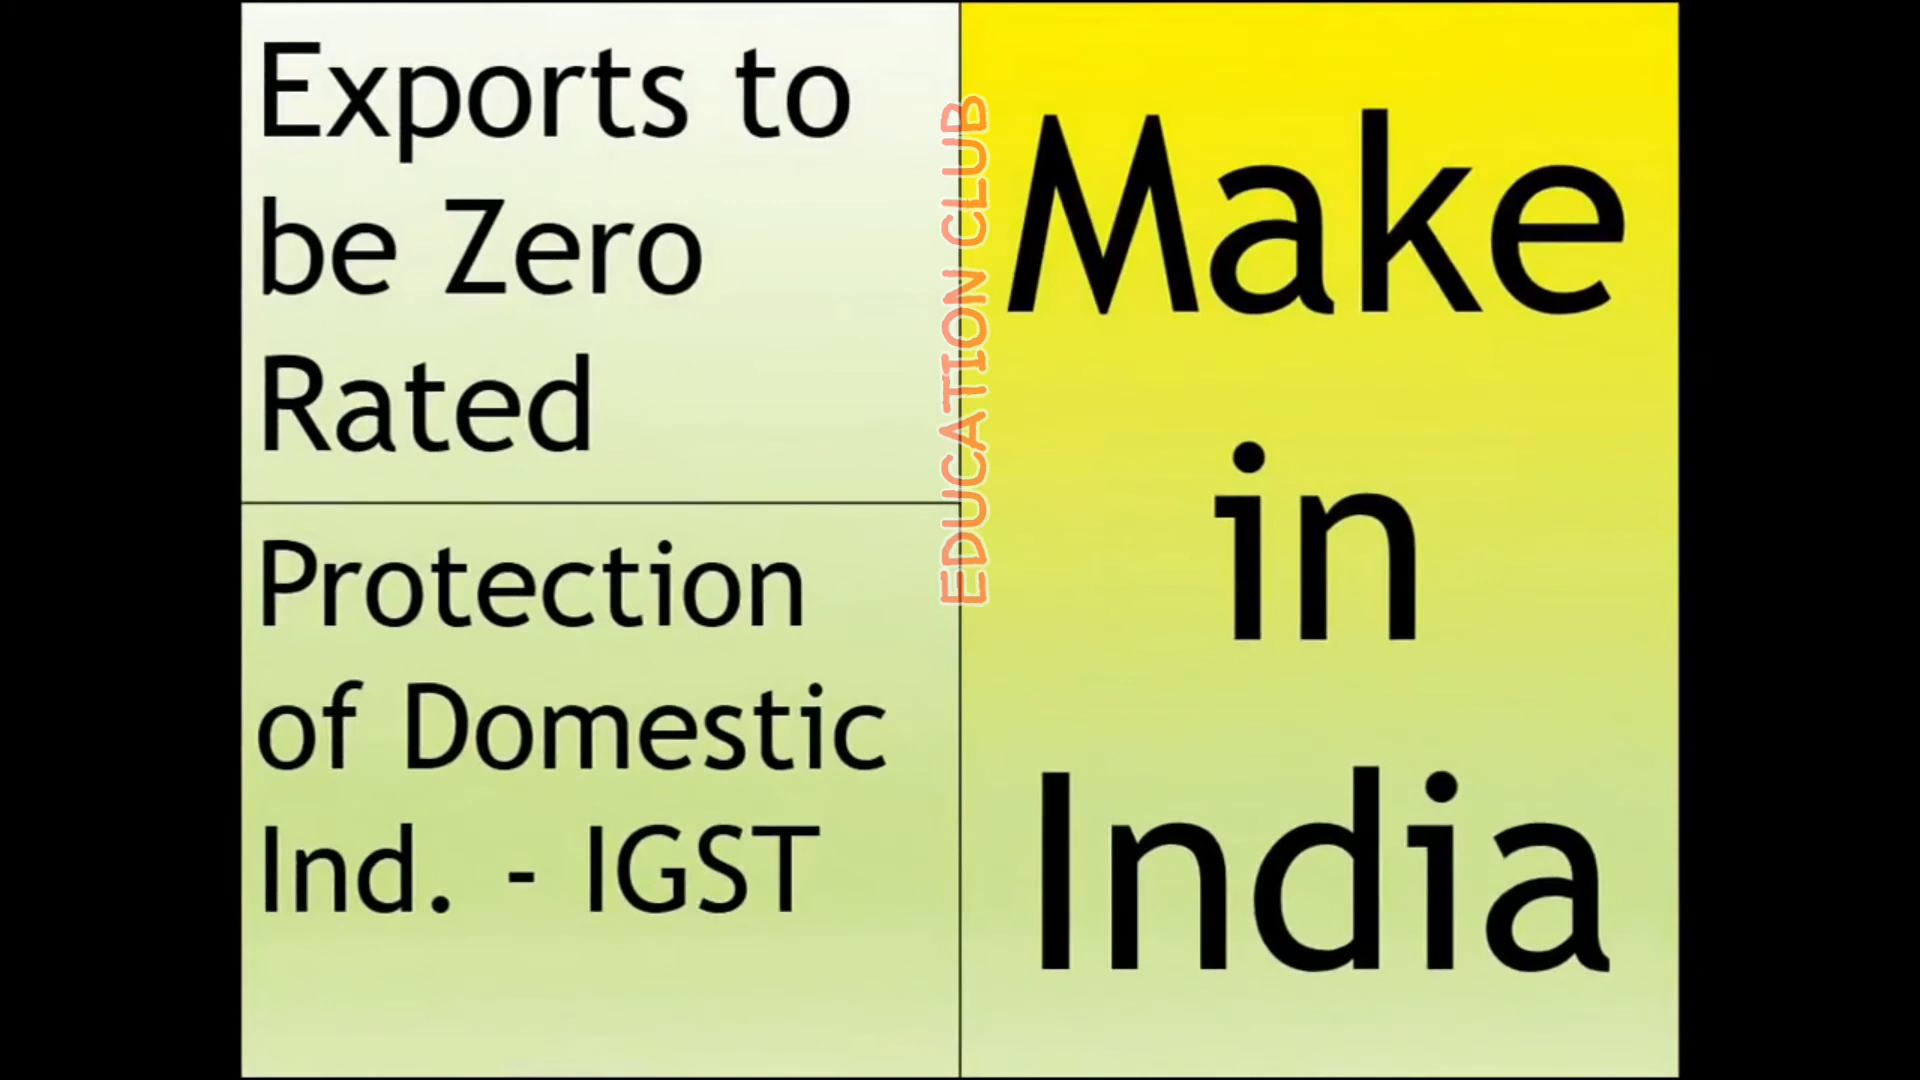 Exports to
be Zero
Rated
Protection
of Domestic
Ind. - IGST
Make
in
India
EDUCATION CLUB